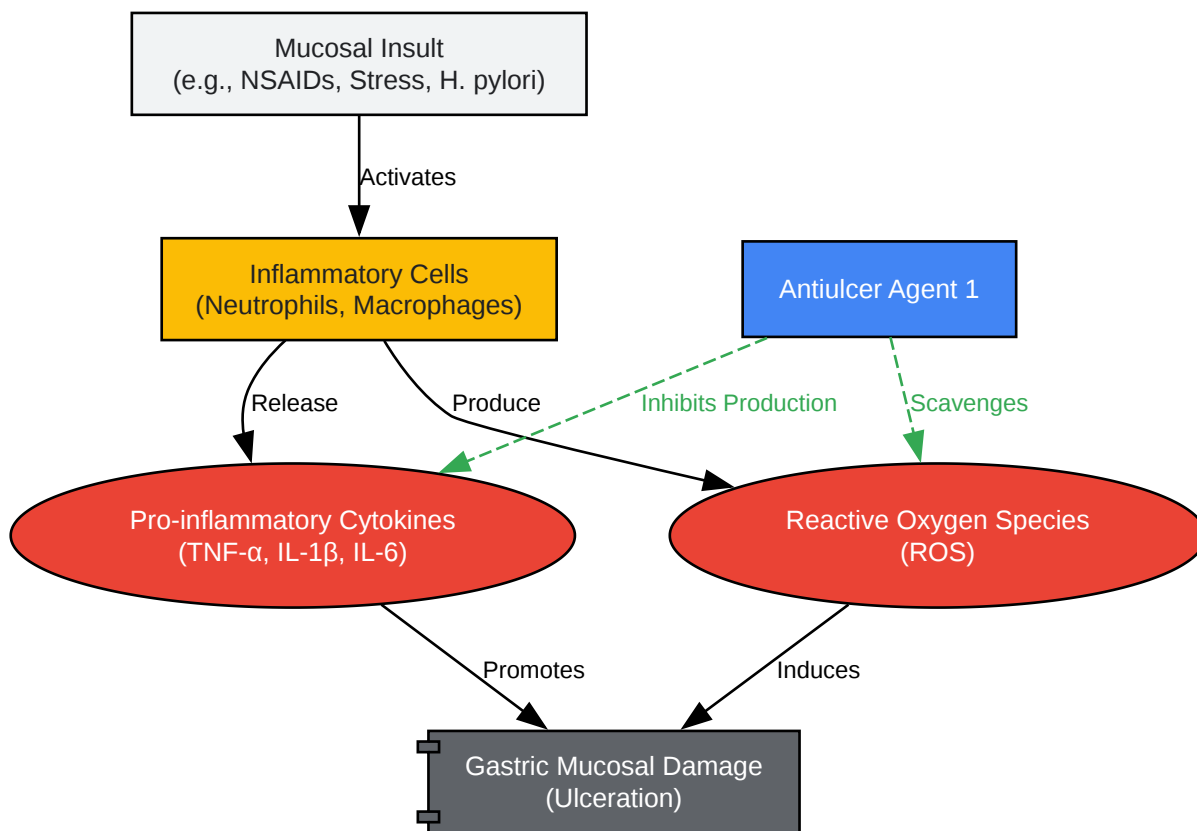 Mucosal Insult
(e.g., NSAIDs, Stress, H. pylori)
Activates
Inflammatory Cells
(Neutrophils, Macrophages)
Antiulcer Agent 1
Release
Produce
Inhibits Production
Scavenges
Pro-inflammatory Cytokines
(TNF-α, IL-1β, IL-6)
Reactive Oxygen Species
(ROS)
Promotes
Induces
Gastric Mucosal Damage
(Ulceration)